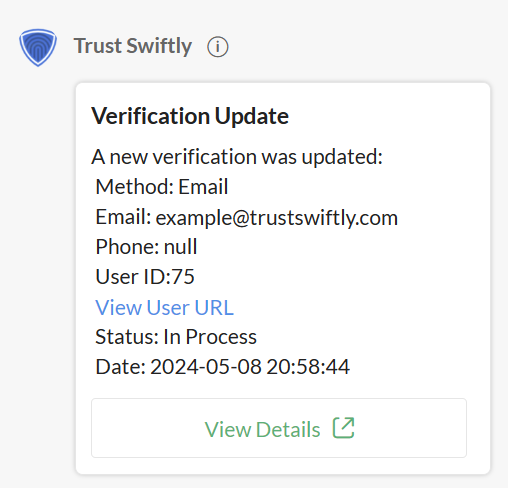 Trust Swiftly
Verification Update
A new verification was updated:
Method: Email
Email: example@trustswiftly.com
Phone: null
User ID:75
View User URL
Status: In Process
Date: 2024-05-08 20:58:44
View Details